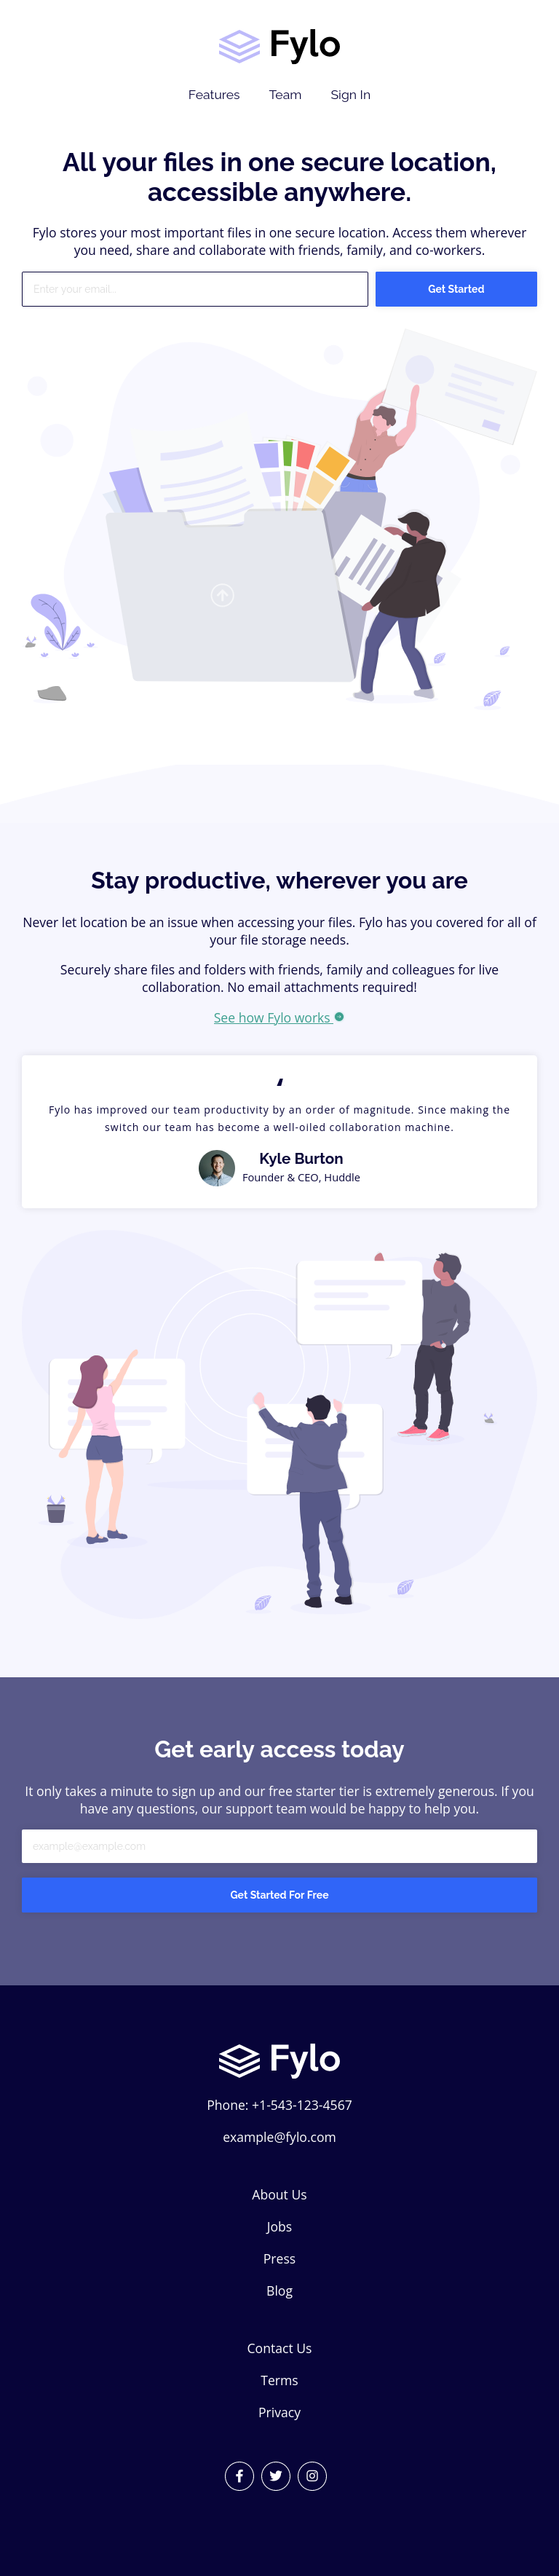 Fylo
Features Team Sign In
All your files in one secure location,
accessible anywhere.
Fylo stores your most important files in one secure location. Access them wherever
you need, share and collaborate with friends, family, and co-workers.
Enter your email... Get Started
Stay productive, wherever you are
Never let location be an issue when accessing your files. Fylo has you covered for all of
your file storage needs.
Securely share files and folders with friends, family and colleagues for live
collaboration. No email attachments required!
See how Fylo works
Fylo has improved our team productivity by an order of magnitude. Since making the
switch our team has become a well-oiled collaboration machine.
Kyle Burton
Founder & CEO, Huddle
Get early access today
It only takes a minute to sign up and our free starter tier is extremely generous. If you
have any questions, our support team would be happy to help you.
example@example.com
Get Started For Free
Fylo
Phone: +1-543-123-4567
example@fylo.com
About Us
Jobs
Press
Blog
Contact Us
Terms
Privacy